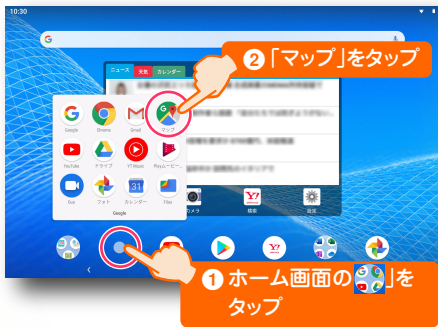 10:30
ニュース 天気 カレンダー
❷「マップ」をタップ
Google Chrome Gmail マップ
YouTube ドライブ YT Music Playムービー…
Duo フォト カレンダー Files
Google
カメラ 検索 設定
❶ ホーム画面の「 」を
タップ